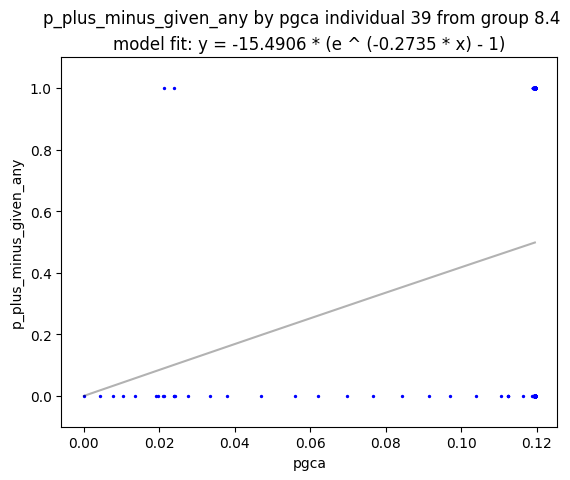 p_plus_minus_given_any by pgca individual 39 from group 8.4
model fit: y = -15.4906 * (e ^ (-0.2735 * x) - 1)
1.0
0.8
0.6
0.4
0.2
0.0
p_plus_minus_given_any
0.00 0.02 0.04 0.06 0.08 0.10 0.12
pgca